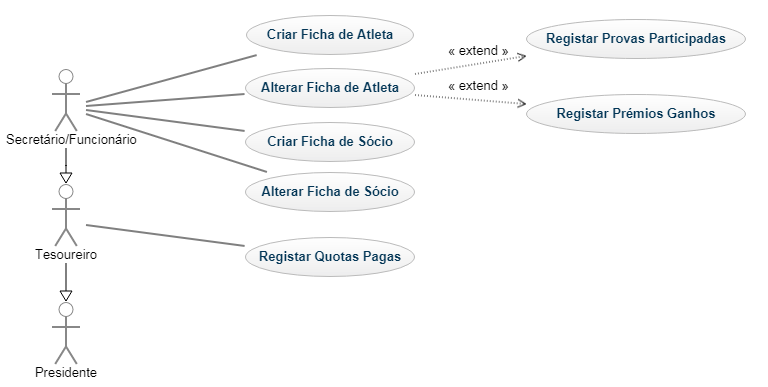 Criar Ficha de Atleta
« extend »
Registar Provas Participadas
Alterar Ficha de Atleta
« extend »
Registar Prémios Ganhos
Secretário/Funcionário
Criar Ficha de Sócio
Alterar Ficha de Sócio
Tesoureiro
Registar Quotas Pagas
Presidente